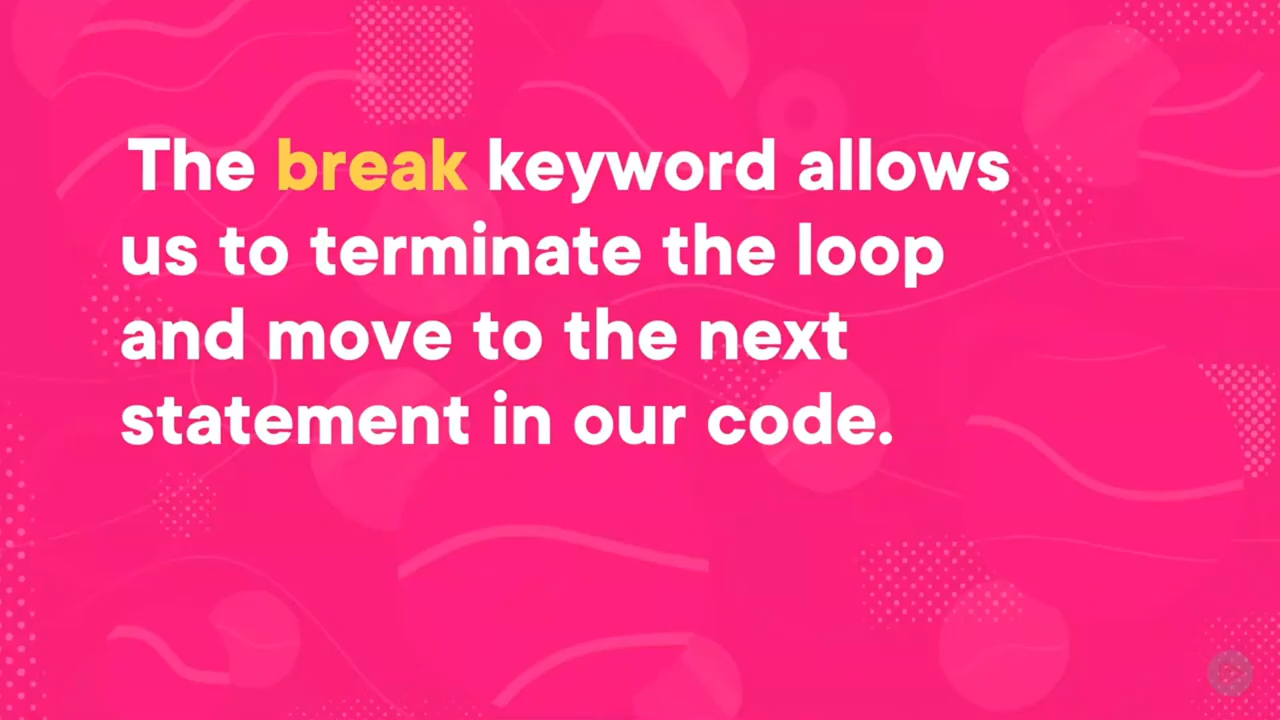 The break keyword allows
us to terminate the loop
and move to the next
statement in our code.